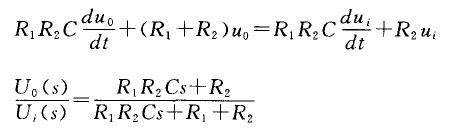 R₁R₂C du₀/dt + (R₁+R₂)u₀ = R₁R₂C duᵢ/dt + R₂uᵢ
U₀(s)/Uᵢ(s) = (R₁R₂Cs+R₂)/(R₁R₂Cs+R₁+R₂)